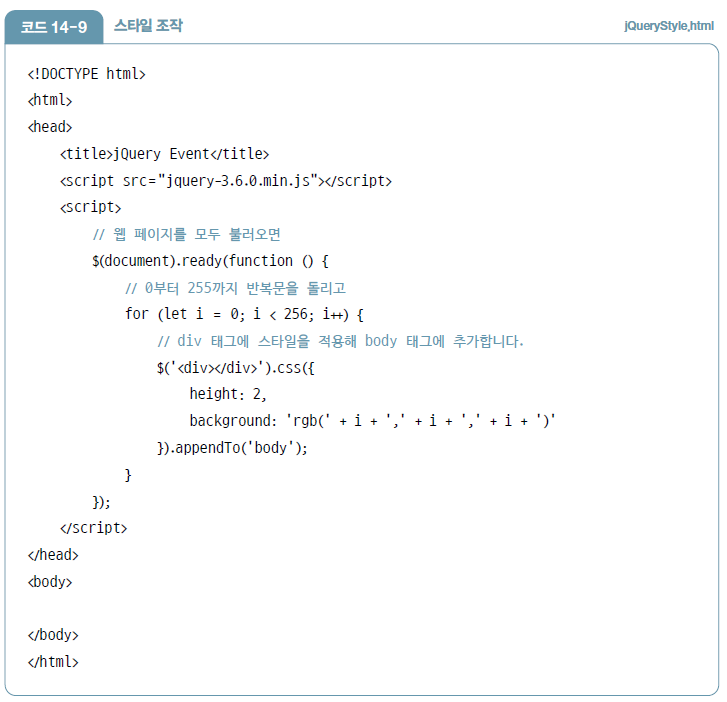 코드 14-9 스타일 조작 jQueryStyle.html
<!DOCTYPE html>
<html>
<head>
    <title>jQuery Event</title>
    <script src="jquery-3.6.0.min.js"></script>
    <script>
        // 웹 페이지를 모두 불러오면
        $(document).ready(function () {
            // 0부터 255까지 반복문을 돌리고
            for (let i = 0; i < 256; i++) {
                // div 태그에 스타일을 적용해 body 태그에 추가합니다.
                $('<div></div>').css({
                    height: 2,
                    background: 'rgb(' + i + ',' + i + ',' + i + ')'
                }).appendTo('body');
            }
        });
    </script>
</head>
<body>

</body>
</html>